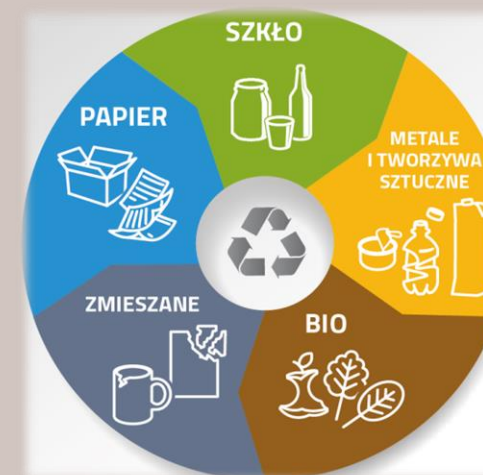 SZKŁO
PAPIER
METALE
I TWORZYWA
SZTUCZNE
ZMIESZANE
BIO